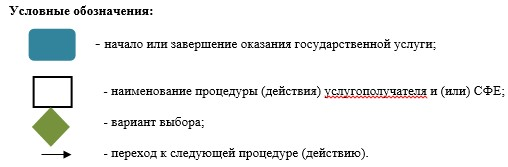 Условные обозначения:
- начало или завершение оказания государственной услуги;
- наименование процедуры (действия) услугополучателя и (или) СФЕ;
- вариант выбора;
- переход к следующей процедуре (действию).